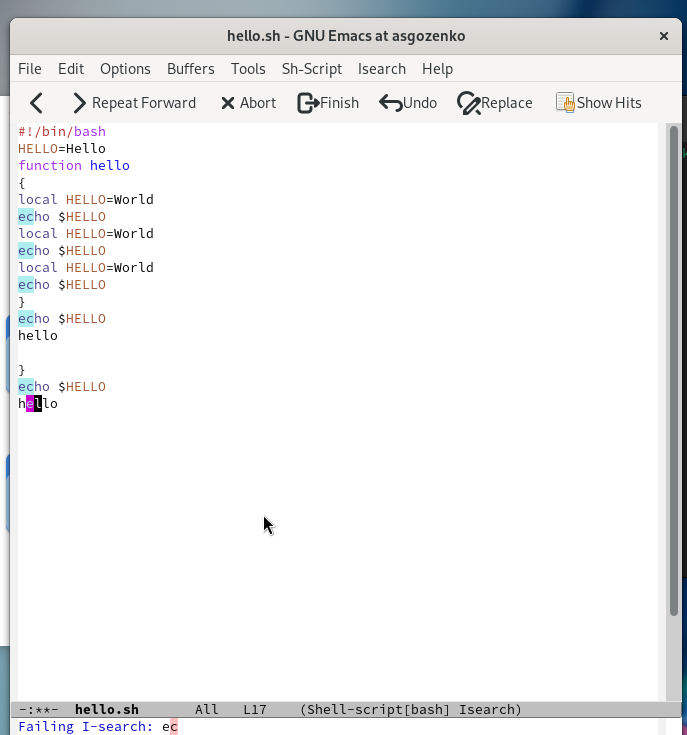 hello.sh - GNU Emacs at asgozenko
File Edit Options Buffers Tools Sh-Script Isearch Help
Repeat Forward Abort Finish Undo Replace Show Hits
#!/bin/bash
HELLO=Hello
function hello
{
local HELLO=World
echo $HELLO
local HELLO=World
echo $HELLO
local HELLO=World
echo $HELLO
}
echo $HELLO
hello
}
echo $HELLO
hello
-:**- hello.sh All L17 (Shell-script[bash] Isearch)
Failing I-search: ec